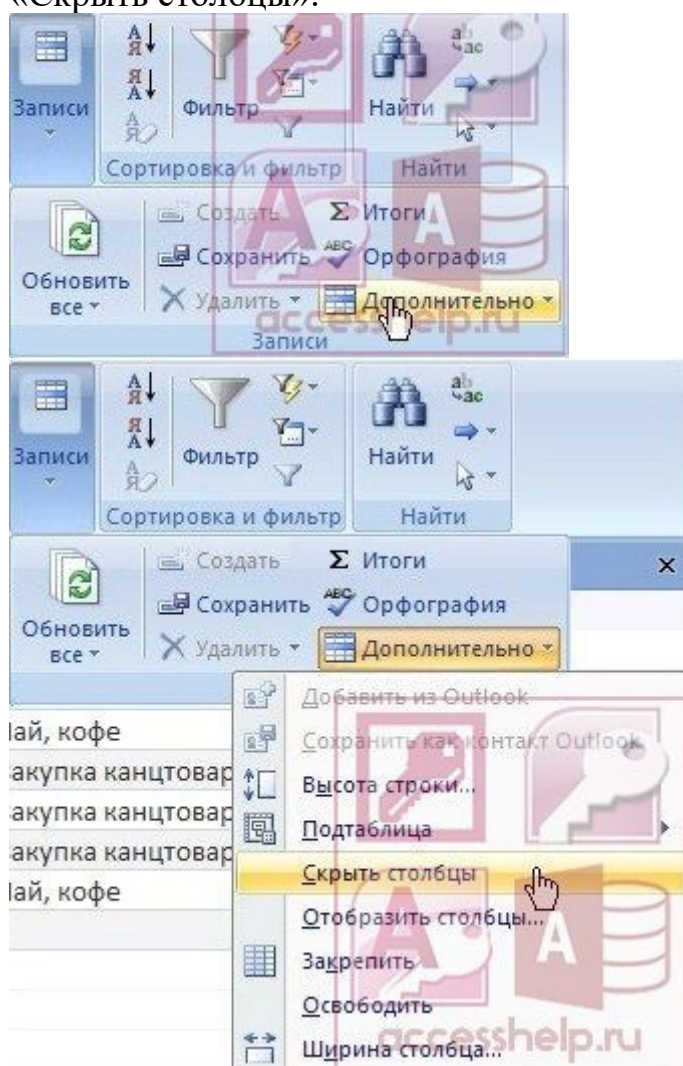 «Скрыть столбцы».
Записи
Фильтр
Найти
Сортировка и фильтр
Найти
Обновить
все
Создать
Сохранить
Удалить
Σ Итоги
Орфография
Дополнительно
Записи
accesshelp.ru
Записи
Фильтр
Найти
Сортировка и фильтр
Найти
Обновить
все
Создать
Сохранить
Удалить
Σ Итоги
Орфография
Дополнительно
Добавить из Outlook
Сохранить как контакт Outlook
Высота строки...
Подтаблица
Скрыть столбцы
Отобразить столбцы...
Закрепить
Освободить
Ширина столбца...
ай, кофе
акупка канцтовар
акупка канцтовар
акупка канцтовар
ай, кофе
accesshelp.ru